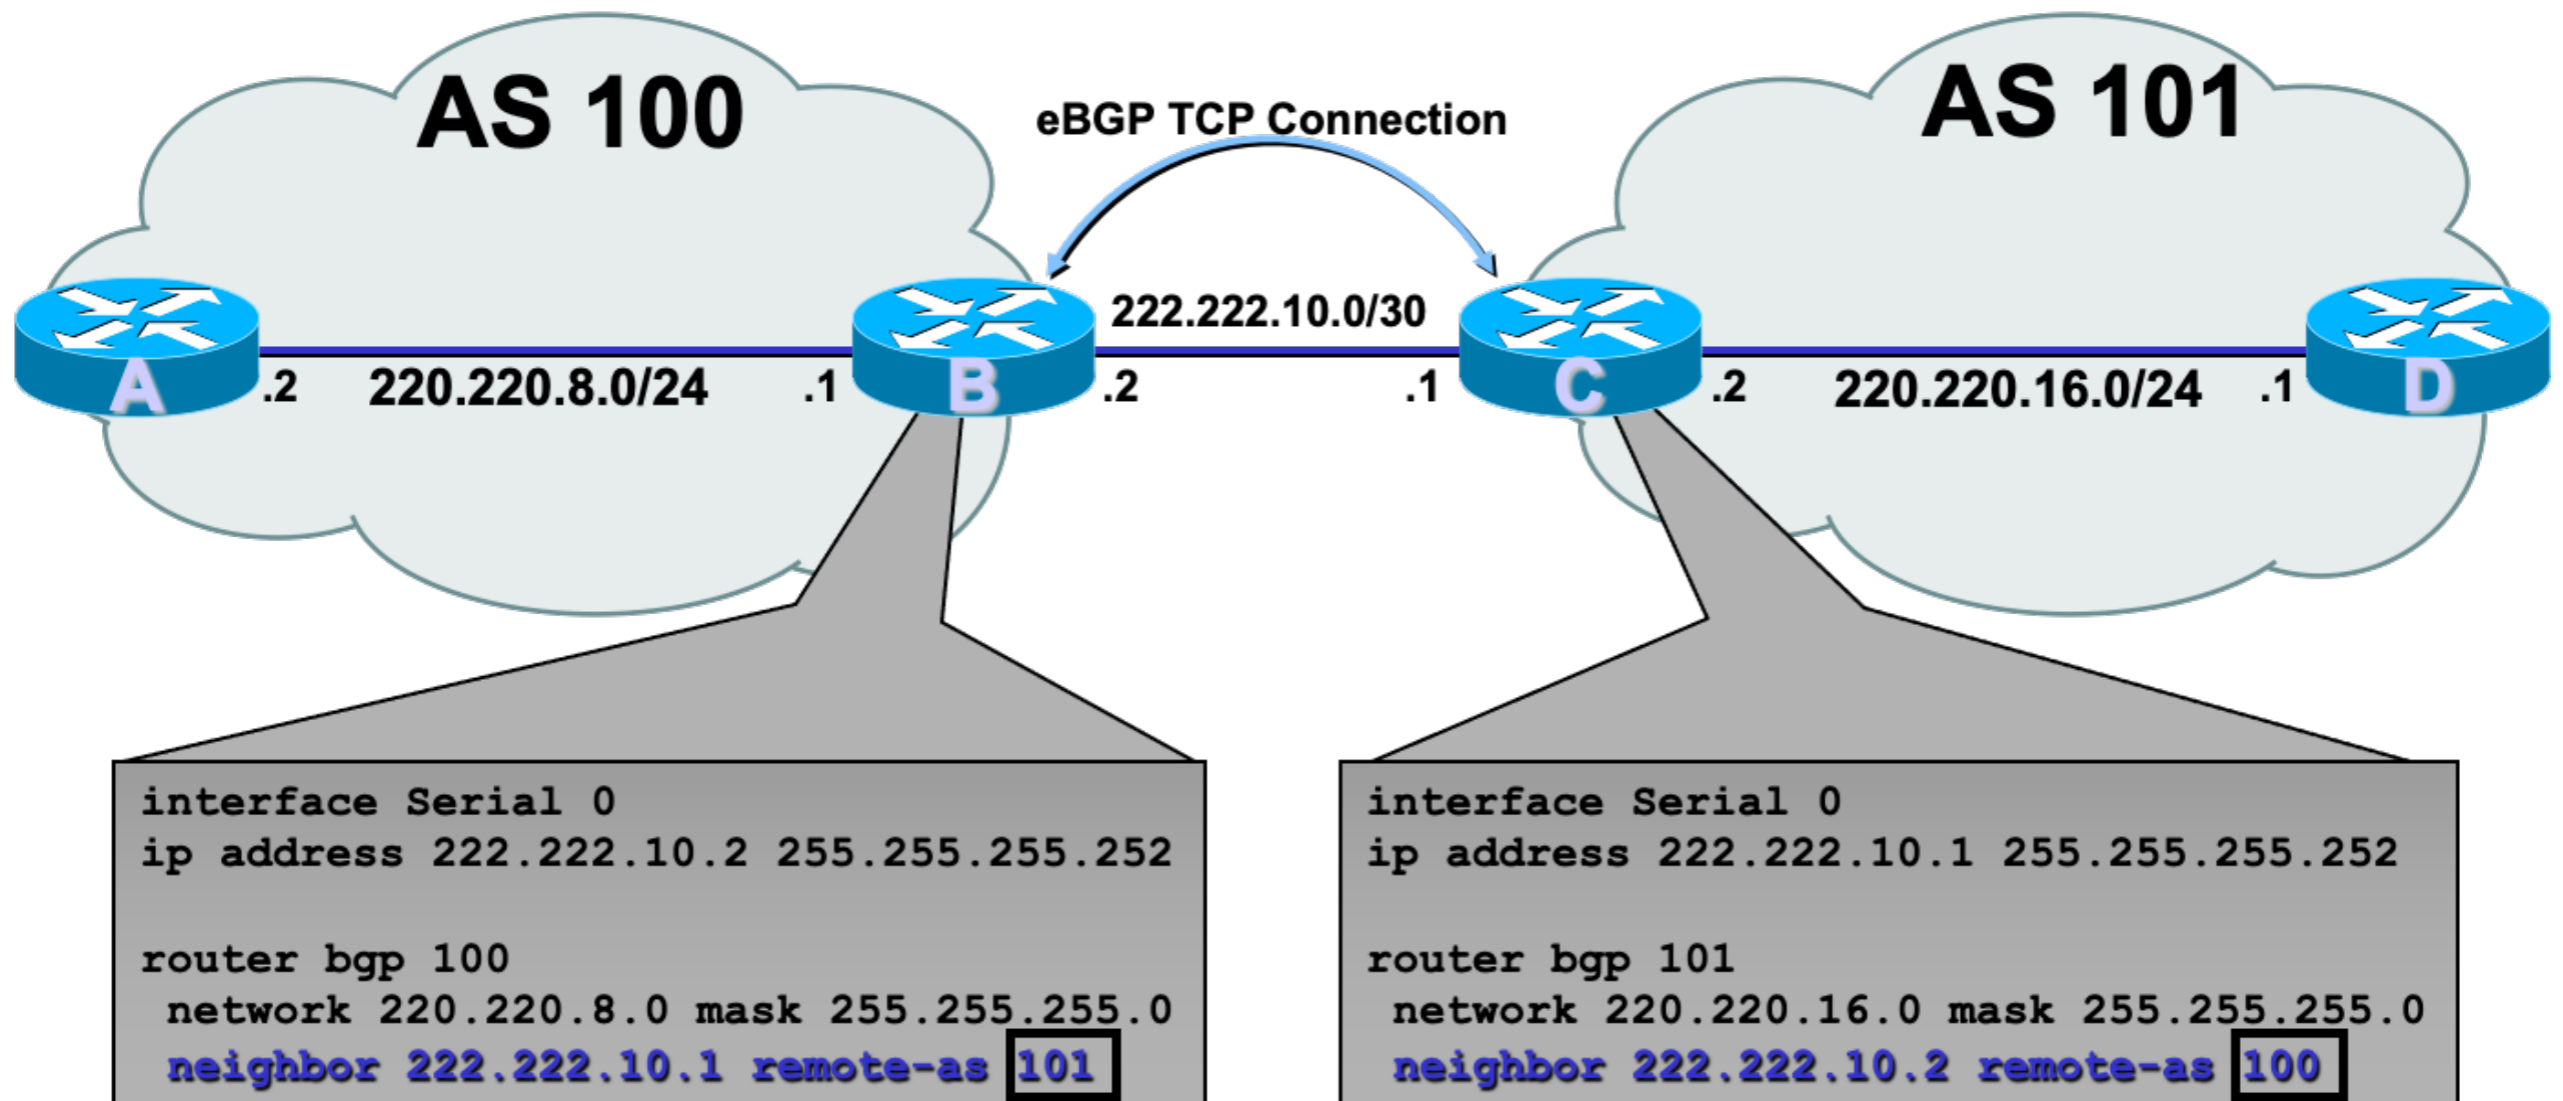 AS 100
AS 101
eBGP TCP Connection
222.222.10.0/30
A
B
C
D
.2
220.220.8.0/24
.1
.2
.1
.2
220.220.16.0/24
.1
interface Serial 0
ip address 222.222.10.2 255.255.255.252
router bgp 100
network 220.220.8.0 mask 255.255.255.0
neighbor 222.222.10.1 remote-as 101
interface Serial 0
ip address 222.222.10.1 255.255.255.252
router bgp 101
network 220.220.16.0 mask 255.255.255.0
neighbor 222.222.10.2 remote-as 100